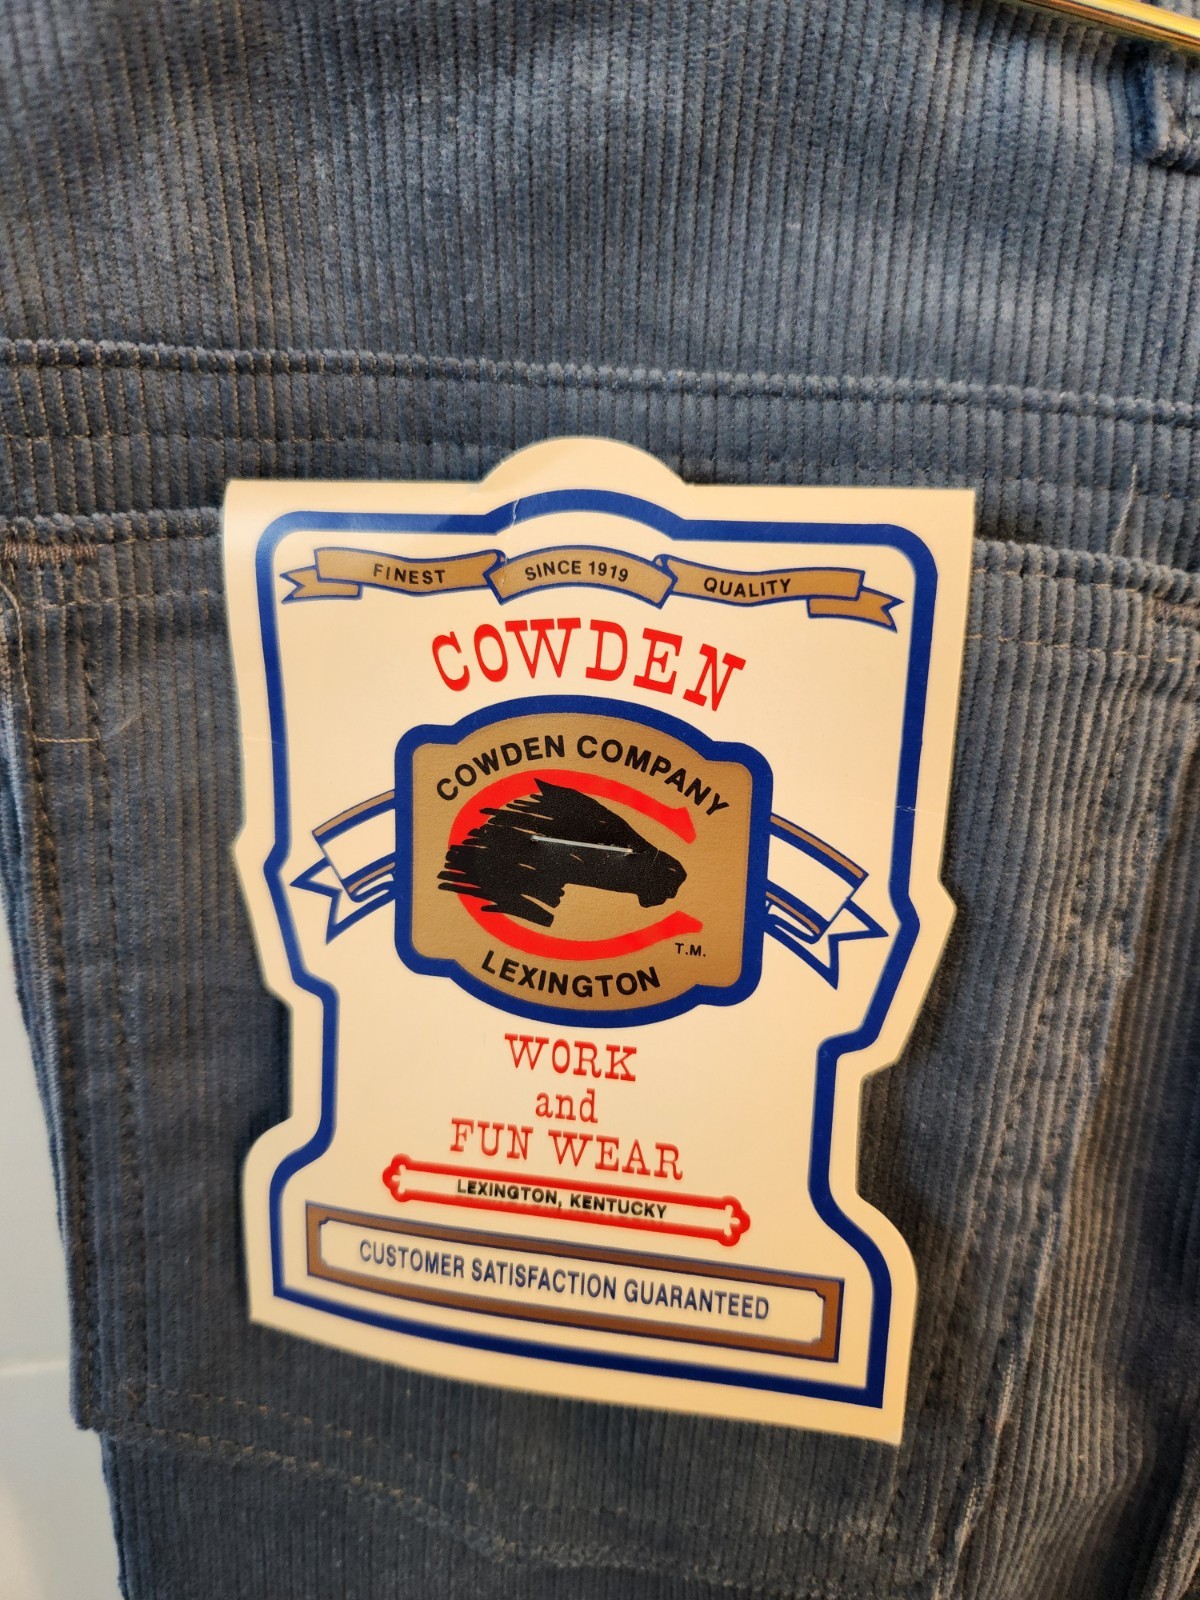 FINEST SINCE 1919 QUALITY
COWDEN
COWDEN COMPANY
T.M.
LEXINGTON
WORK
and
FUN WEAR
LEXINGTON, KENTUCKY
CUSTOMER SATISFACTION GUARANTEED